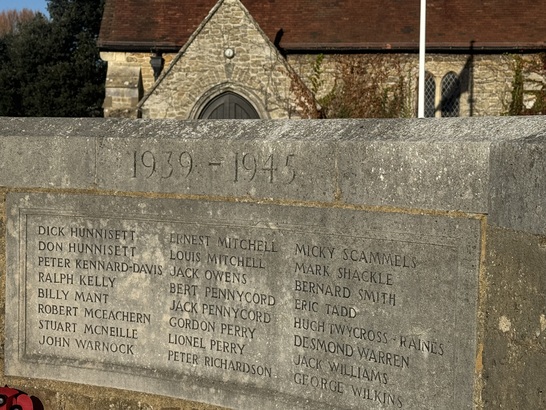 1939 - 1945
DICK HUNNISETT
DON HUNNISETT
PETER KENNARD-DAVIS
RALPH KELLY
BILLY MANT
ROBERT MCEACHERN
STUART MCNEILLE
JOHN WARNOCK
ERNEST MITCHELL
LOUIS MITCHELL
JACK OWENS
BERT PENNYCORD
JACK PENNYCORD
GORDON PERRY
LIONEL PERRY
PETER RICHARDSON
MICKY SCAMMELS
MARK SHACKLE
BERNARD SMITH
ERIC TADD
HUGH TWYCROSS-RAINES
DESMOND WARREN
JACK WILLIAMS
GEORGE WILKINS